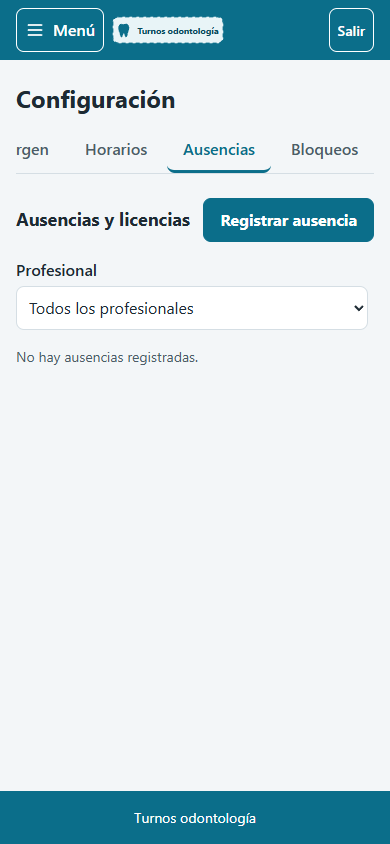 Menú
Turnos odontología
Salir
Configuración
rgen Horarios Ausencias Bloqueos
Ausencias y licencias
Registrar ausencia
Profesional
Todos los profesionales
No hay ausencias registradas.
Turnos odontología